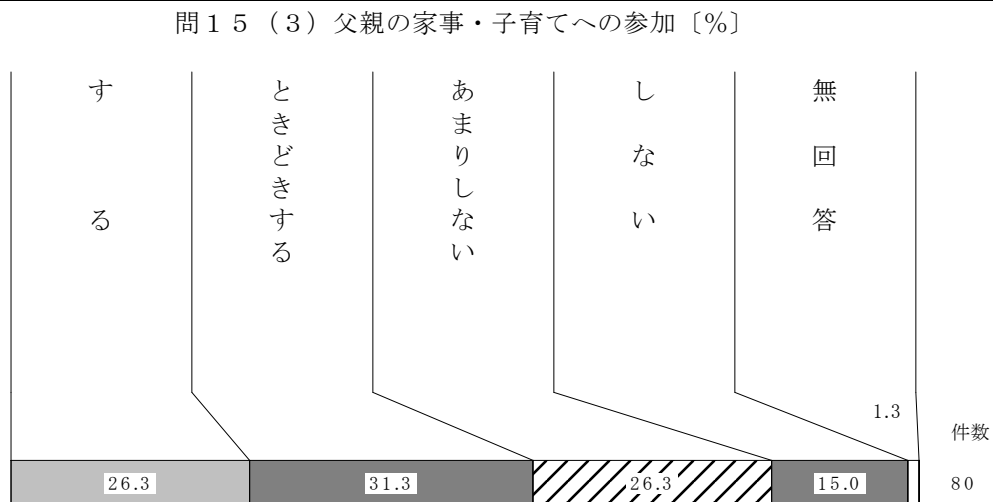 問１５（３）父親の家事・子育てへの参加〔％〕
する
ときどきする
あまりしない
しない
無回答
1.3
件数
26.3
31.3
26.3
15.0
80